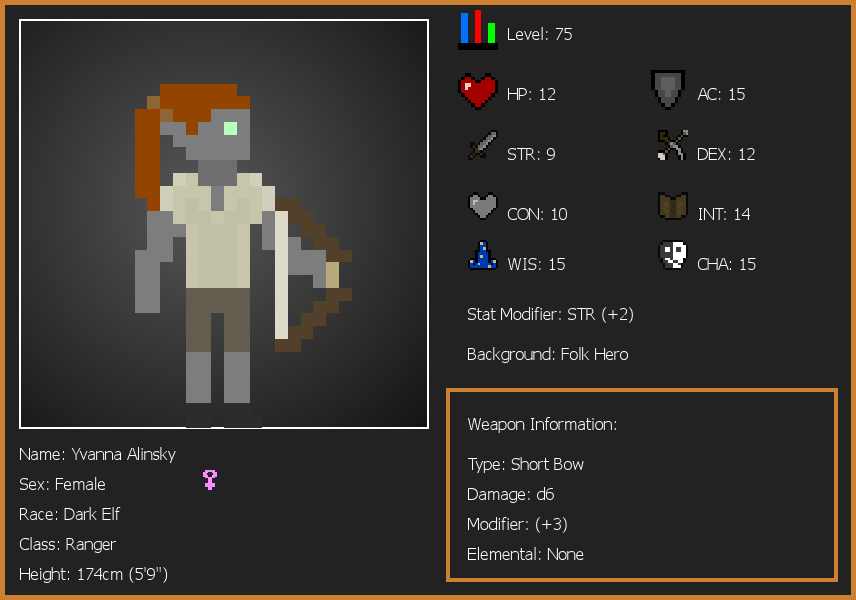 Level: 75
HP: 12
AC: 15
STR: 9
DEX: 12
CON: 10
INT: 14
WIS: 15
CHA: 15
Stat Modifier: STR (+2)
Background: Folk Hero
Weapon Information:
Type: Short Bow
Damage: d6
Modifier: (+3)
Elemental: None
Name: Yvanna Alinsky
Sex: Female
Race: Dark Elf
Class: Ranger
Height: 174cm (5'9")